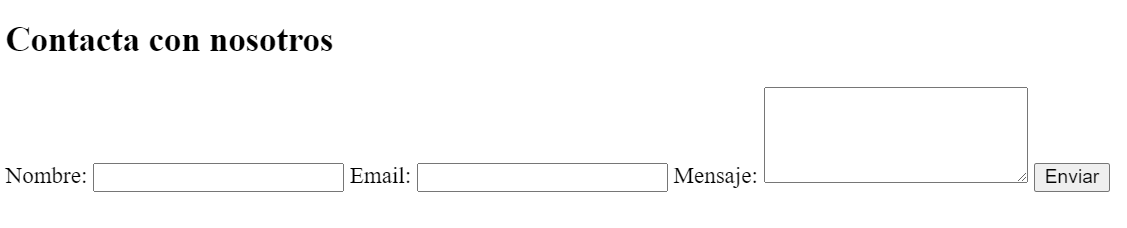 Contacta con nosotros
Nombre: Email: Mensaje: Enviar